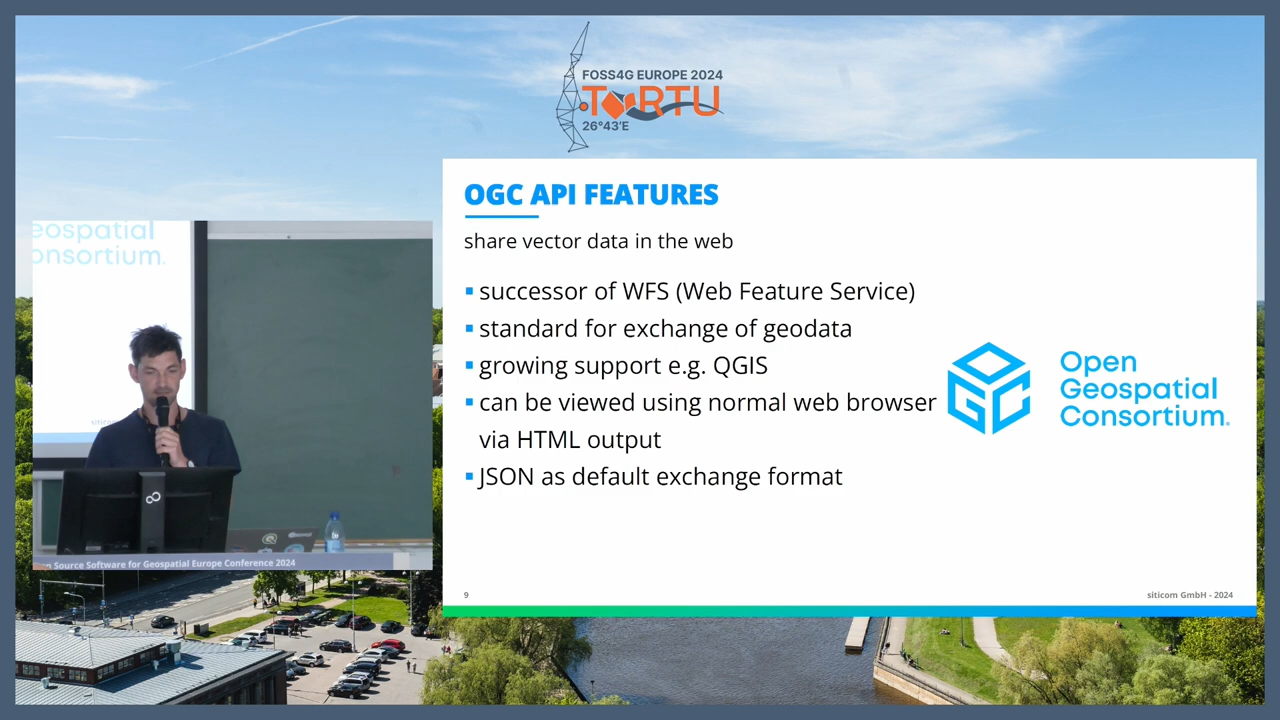 FOSS4G EUROPE 2024
TORTU
26°43'E
OGC API FEATURES
share vector data in the web
▪ successor of WFS (Web Feature Service)
▪ standard for exchange of geodata
▪ growing support e.g. QGIS
▪ can be viewed using normal web browser
via HTML output
▪ JSON as default exchange format
OGC
Open
Geospatial
Consortium.
9
siticom GmbH - 2024
eospatial
onsortium.
n Source Software for Geospatial Europe Conference 2024